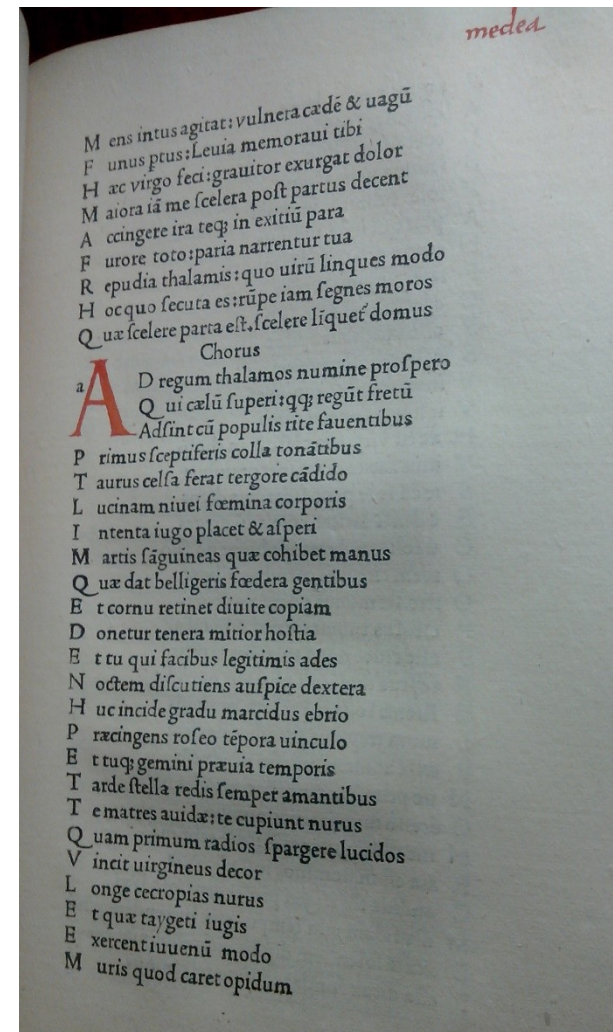 medea
Mens intus agitat: vulnera cædē & uagū
Funus ptus: Leuia memoraui tibi
Hæc virgo feci: grauitor exurgat dolor
Maiora iā me ſcelera poſt partus decent
Accingere ira teq; in exitiū para
Furore toto: paria narrentur tua
Repudia thalamis: quo uirū linques modo
Hoc quo ſecuta es: rūpe iam ſegnes moros
Quæ ſcelere parta eſt. ſcelere līquet domus
Chorus
a AD regum thalamos numine proſpero
Qui cælū ſuperi: qq; regūt fretū
Adſint cū populis rite fauentibus
Primus ſceptiferis colla tonātibus
Taurus celſa ferat tergore cādido
Lucinam niuei fœmina corporis
Intenta iugo placet & aſperi
Martis ſāguineas quæ cohibet manus
Quæ dat belligeris fœdera gentibus
Et cornu retinet diuite copiam
Donetur tenera mitior hoſtia
Et tu qui facibus legitimis ades
Noctem diſcutiens auſpice dextera
Huc incide gradu marcidus ebrio
Præcingens roſeo tēpora uinculo
Et tuq; gemini præuia temporis
Tarde ſtella redis ſemper amantibus
Te matres auidæ: te cupiunt nurus
Quam primum radios ſpargere lucidos
Vincit uirgineus decor
Longe cecropias nurus
Et quæ taygeti iugis
Exercent iuuenū modo
Muris quod caret opidum